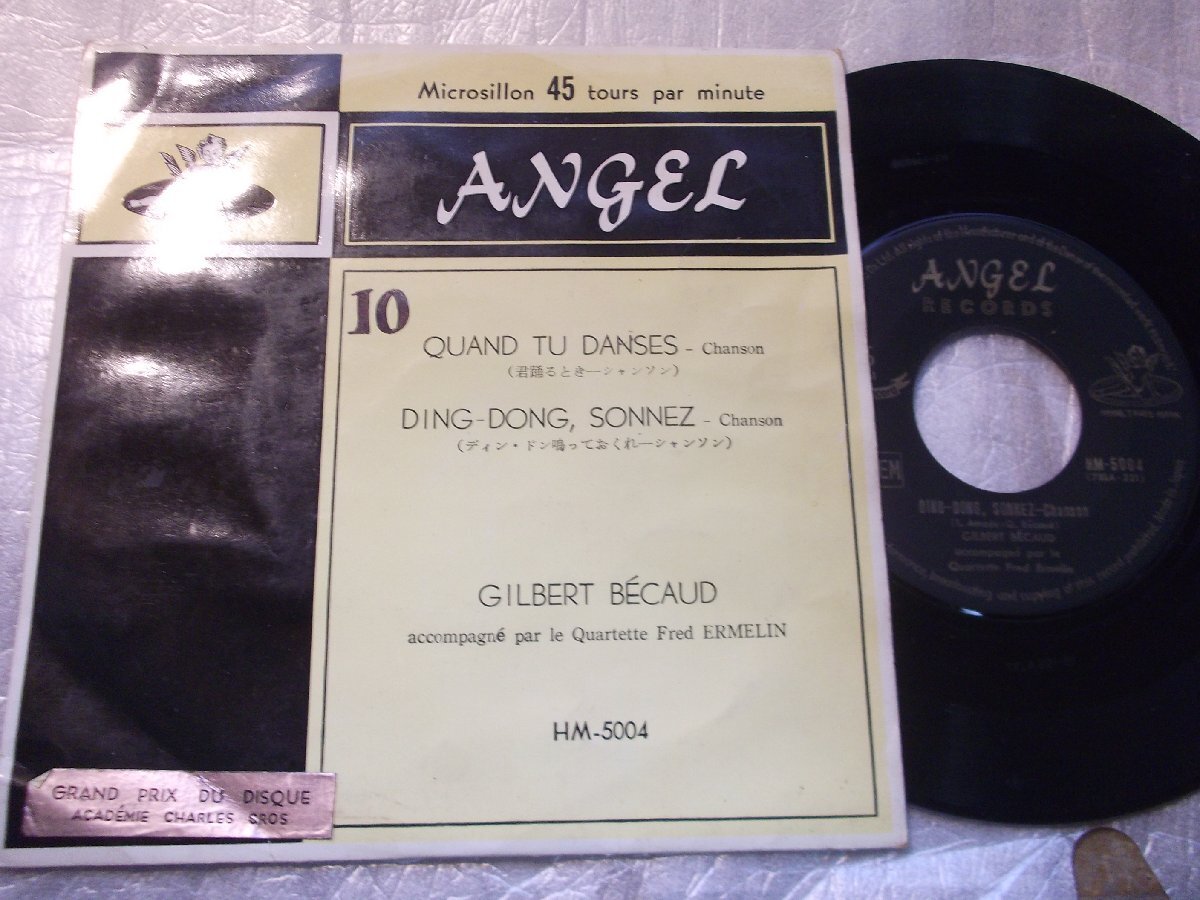 Microsillon 45 tours par minute
ANGEL
10
QUAND TU DANSES - Chanson
(君踊るとき—シャンソン)
DING-DONG, SONNEZ - Chanson
(ディン・ドン鳴っておくれ—シャンソン)
GILBERT BÉCAUD
accompagné par le Quartette Fred ERMELIN
HM-5004
GRAND PRIX DU DISQUE
ACADÉMIE CHARLES CROS
ANGEL
RECORDS
HM-5004
DING-DONG, SONNEZ-Chanson
GILBERT BÉCAUD
accompagné par le
Quartette Fred Ermelin